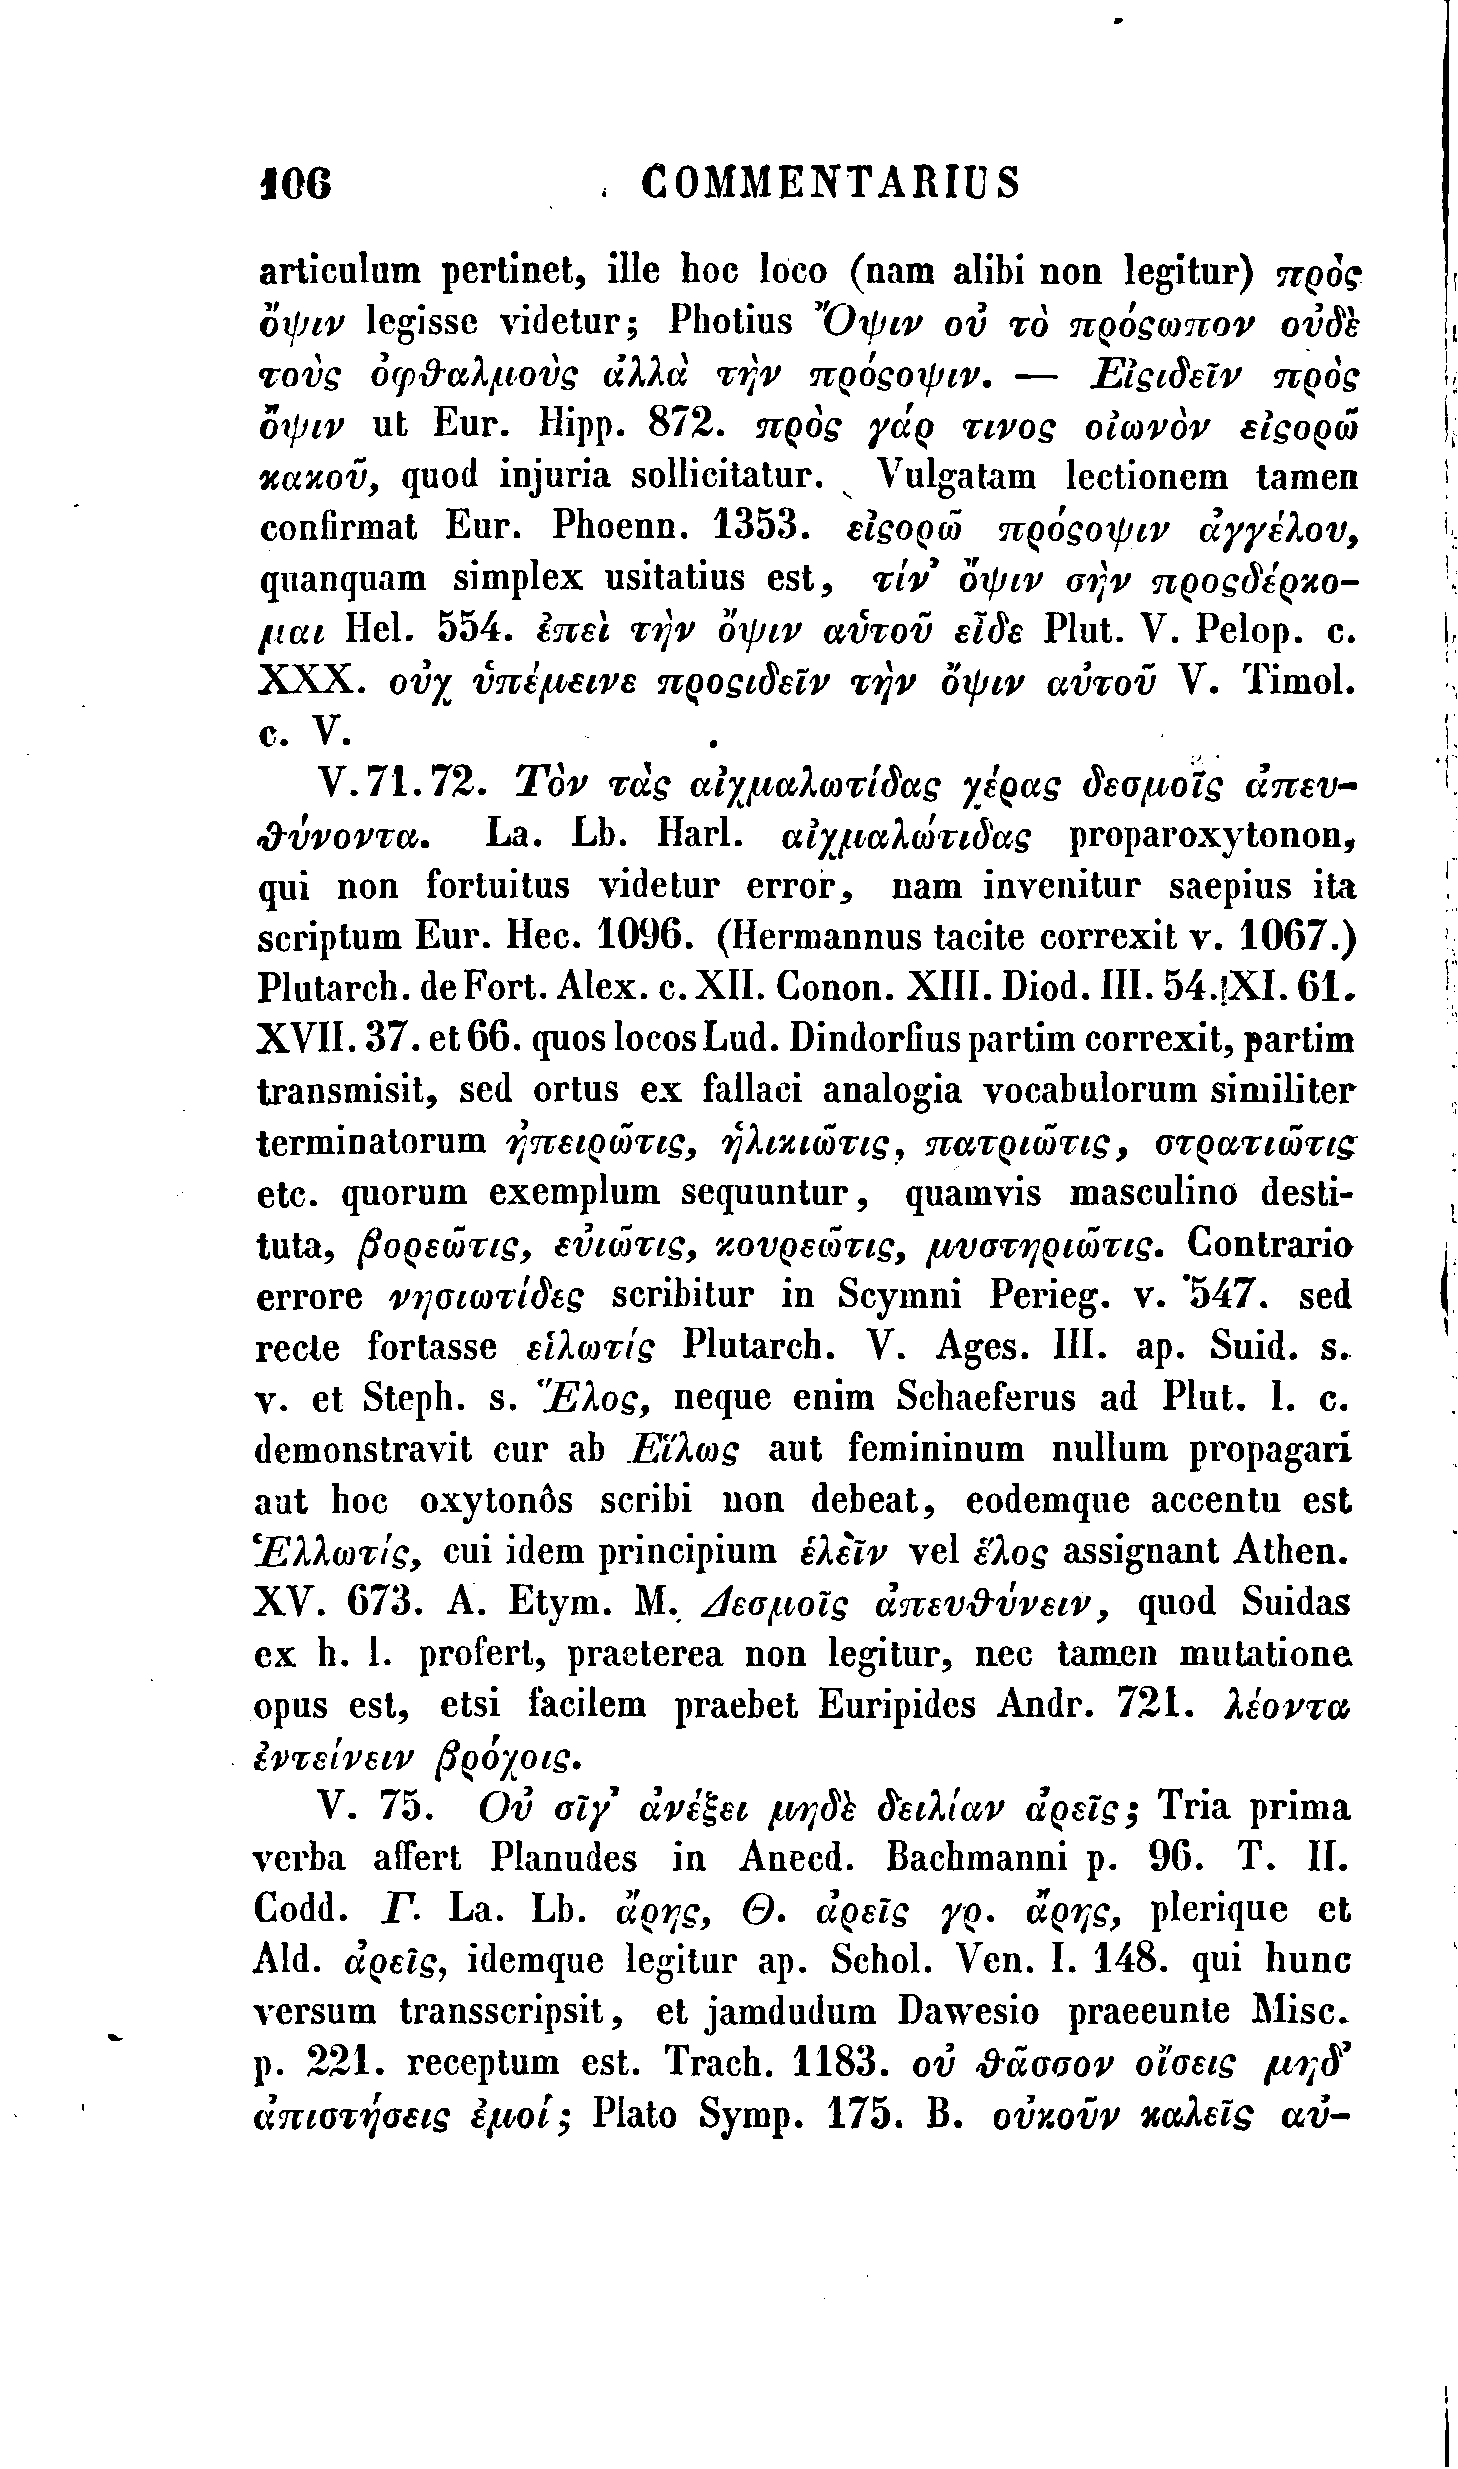 106 COMMENTARIUS
articulum pertinet, ille hoc loco (nam alibi non legitur) πρὸς
ὄψιν legisse videtur; Photius Ὄψιν οὐ τὸ πρόςωπον οὐδὲ
τοὺς ὀφϑαλμοὺς ἀλλὰ τὴν πρόςοψιν. — Εἰςιδεῖν πρὸς
ὄψιν ut Eur. Hipp. 872. πρὸς γάρ τινος οἰωνὸν εἰςορῶ
κακοῦ, quod injuria sollicitatur. Vulgatam lectionem tamen
confirmat Eur. Phoenn. 1353. εἰςορῶ πρόςοψιν ἀγγέλου,
quanquam simplex usitatius est, τίν᾽ ὄψιν σὴν προςδέρκο-
μαι Hel. 554. ἐπεὶ τὴν ὄψιν αὐτοῦ εἶδε Plut. V. Pelop. c.
XXX. οὐχ ὑπέμεινε προςιδεῖν τὴν ὄψιν αὐτοῦ V. Timol.
c. V.
V. 71. 72. Τὸν τὰς αἰχμαλωτίδας χέρας δεσμοῖς ἀπευ-
ϑύνοντα. La. Lb. Harl. αἰχμαλώτιδας proparoxytonon,
qui non fortuitus videtur error, nam invenitur saepius ita
scriptum Eur. Hec. 1096. (Hermannus tacite correxit v. 1067.)
Plutarch. de Fort. Alex. c. XII. Conon. XIII. Diod. III. 54. XI. 61.
XVII. 37. et 66. quos locos Lud. Dindorfius partim correxit, partim
transmisit, sed ortus ex fallaci analogia vocabulorum similiter
terminatorum ἠπειρῶτις, ἡλικιῶτις, πατριῶτις, στρατιῶτις
etc. quorum exemplum sequuntur, quamvis masculino desti-
tuta, βορεῶτις, εὐιῶτις, κουρεῶτις, μυστηριῶτις. Contrario
errore νησιωτίδες scribitur in Scymni Perieg. v. 547. sed
recte fortasse εἱλωτίς Plutarch. V. Ages. III. ap. Suid. s.
v. et Steph. s. Ἕλος, neque enim Schaeferus ad Plut. l. c.
demonstravit cur ab Εἵλως aut femininum nullum propagari
aut hoc oxytonôs scribi non debeat, eodemque accentu est
Ἑλλωτίς, cui idem principium ἑλεῖν vel ἕλος assignant Athen.
XV. 673. A. Etym. M. Δεσμοῖς ἀπευϑύνειν, quod Suidas
ex h. l. profert, praeterea non legitur, nec tamen mutatione
opus est, etsi facilem praebet Euripides Andr. 721. λέοντα
ἐντείνειν βρόχοις.
V. 75. Οὐ σῖγ᾽ ἀνέξει μηδὲ δειλίαν ἀρεῖς; Tria prima
verba affert Planudes in Anecd. Bachmanni p. 96. T. II.
Codd. Γ. La. Lb. ἄρης, Θ. ἀρεῖς γρ. ἄρης, plerique et
Ald. ἀρεῖς, idemque legitur ap. Schol. Ven. I. 148. qui hunc
versum transscripsit, et jamdudum Dawesio praeeunte Misc.
p. 221. receptum est. Trach. 1183. οὐ ϑᾶσσον οἴσεις μηδ᾽
ἀπιστήσεις ἐμοί; Plato Symp. 175. B. οὐκοῦν καλεῖς αὐ-